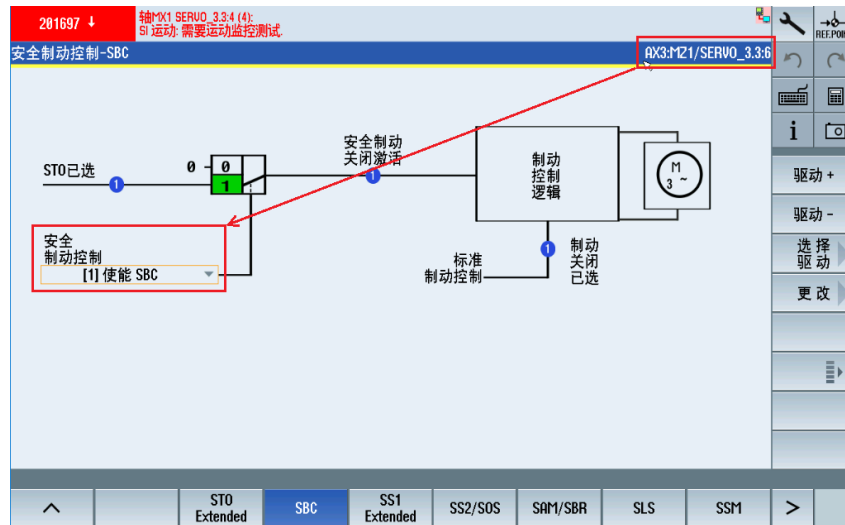 201697 ↓
轴MX1 SERVO_3.3:4 (4):
SI 运动: 需要运动监控测试.
REF.POI
安全制动控制-SBC
AX3:MZ1/SERVO_3.3:6
安全制动
关闭激活
STO已选
0
0
1
1
1
制动
控制
逻辑
M
3 ~
安全
制动控制
[1] 使能 SBC
标准
制动控制
1
制动
关闭
已选
i
驱动 +
驱动 -
选 择
驱 动
更 改
STO
Extended
SBC
SS1
Extended
SS2/SOS
SAM/SBR
SLS
SSM
>